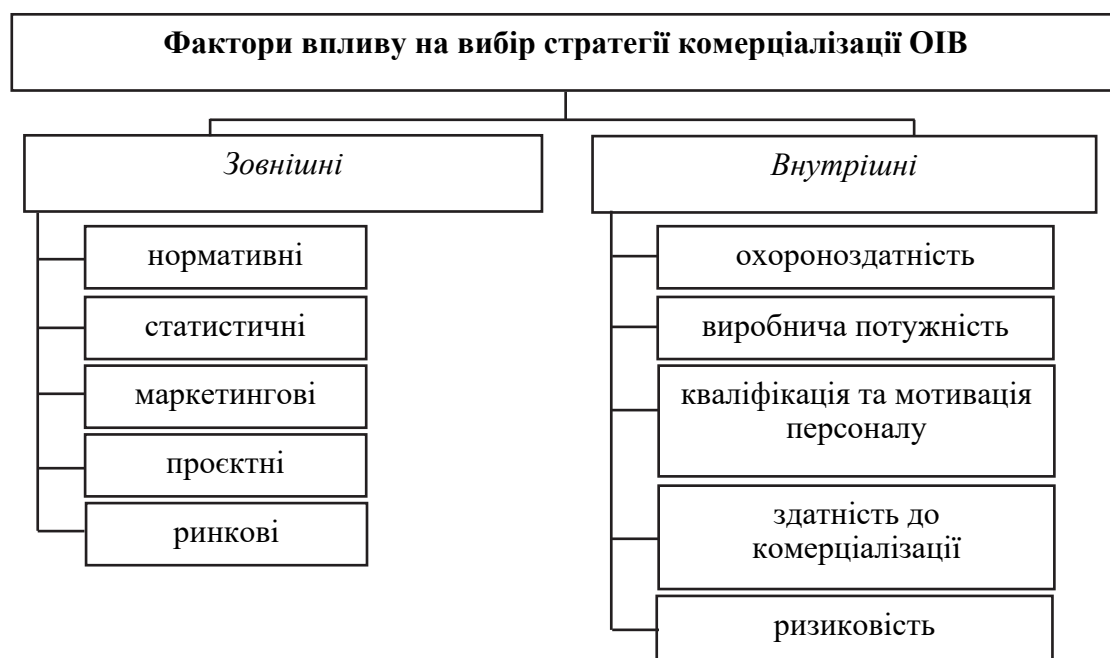 Фактори впливу на вибір стратегії комерціалізації ОІВ
Зовнішні
нормативні
статистичні
маркетингові
проєктні
ринкові
Внутрішні
охороноздатність
виробнича потужність
кваліфікація та мотивація
персоналу
здатність до
комерціалізації
ризиковість